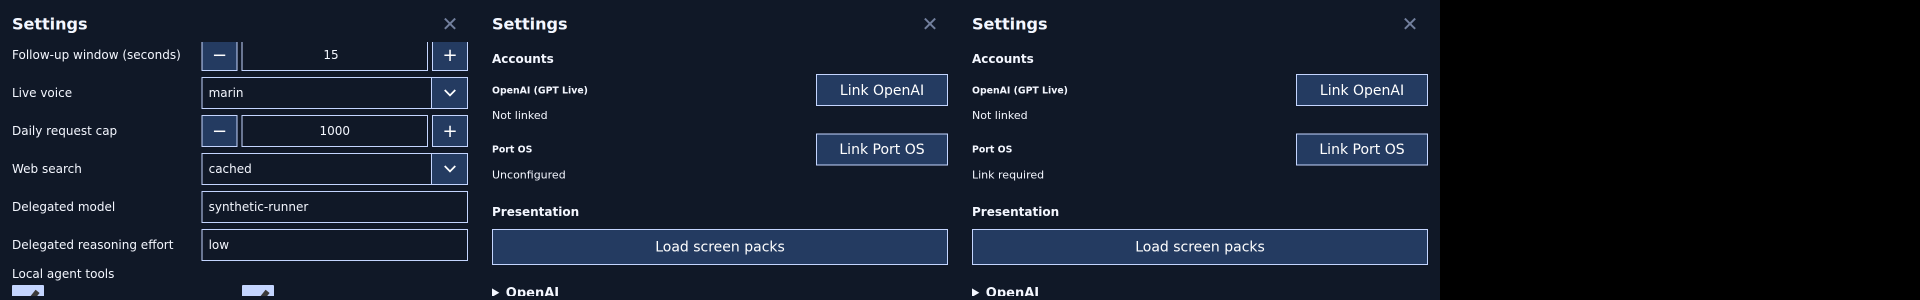 Settings ✕
Follow-up window (seconds) − 15 +
Live voice marin
Daily request cap − 1000 +
Web search cached
Delegated model synthetic-runner
Delegated reasoning effort low
Local agent tools
Settings ✕
Accounts
OpenAI (GPT Live) Link OpenAI
Not linked
Port OS Link Port OS
Unconfigured
Presentation
Load screen packs
OpenAI
Settings ✕
Accounts
OpenAI (GPT Live) Link OpenAI
Not linked
Port OS Link Port OS
Link required
Presentation
Load screen packs
OpenAI